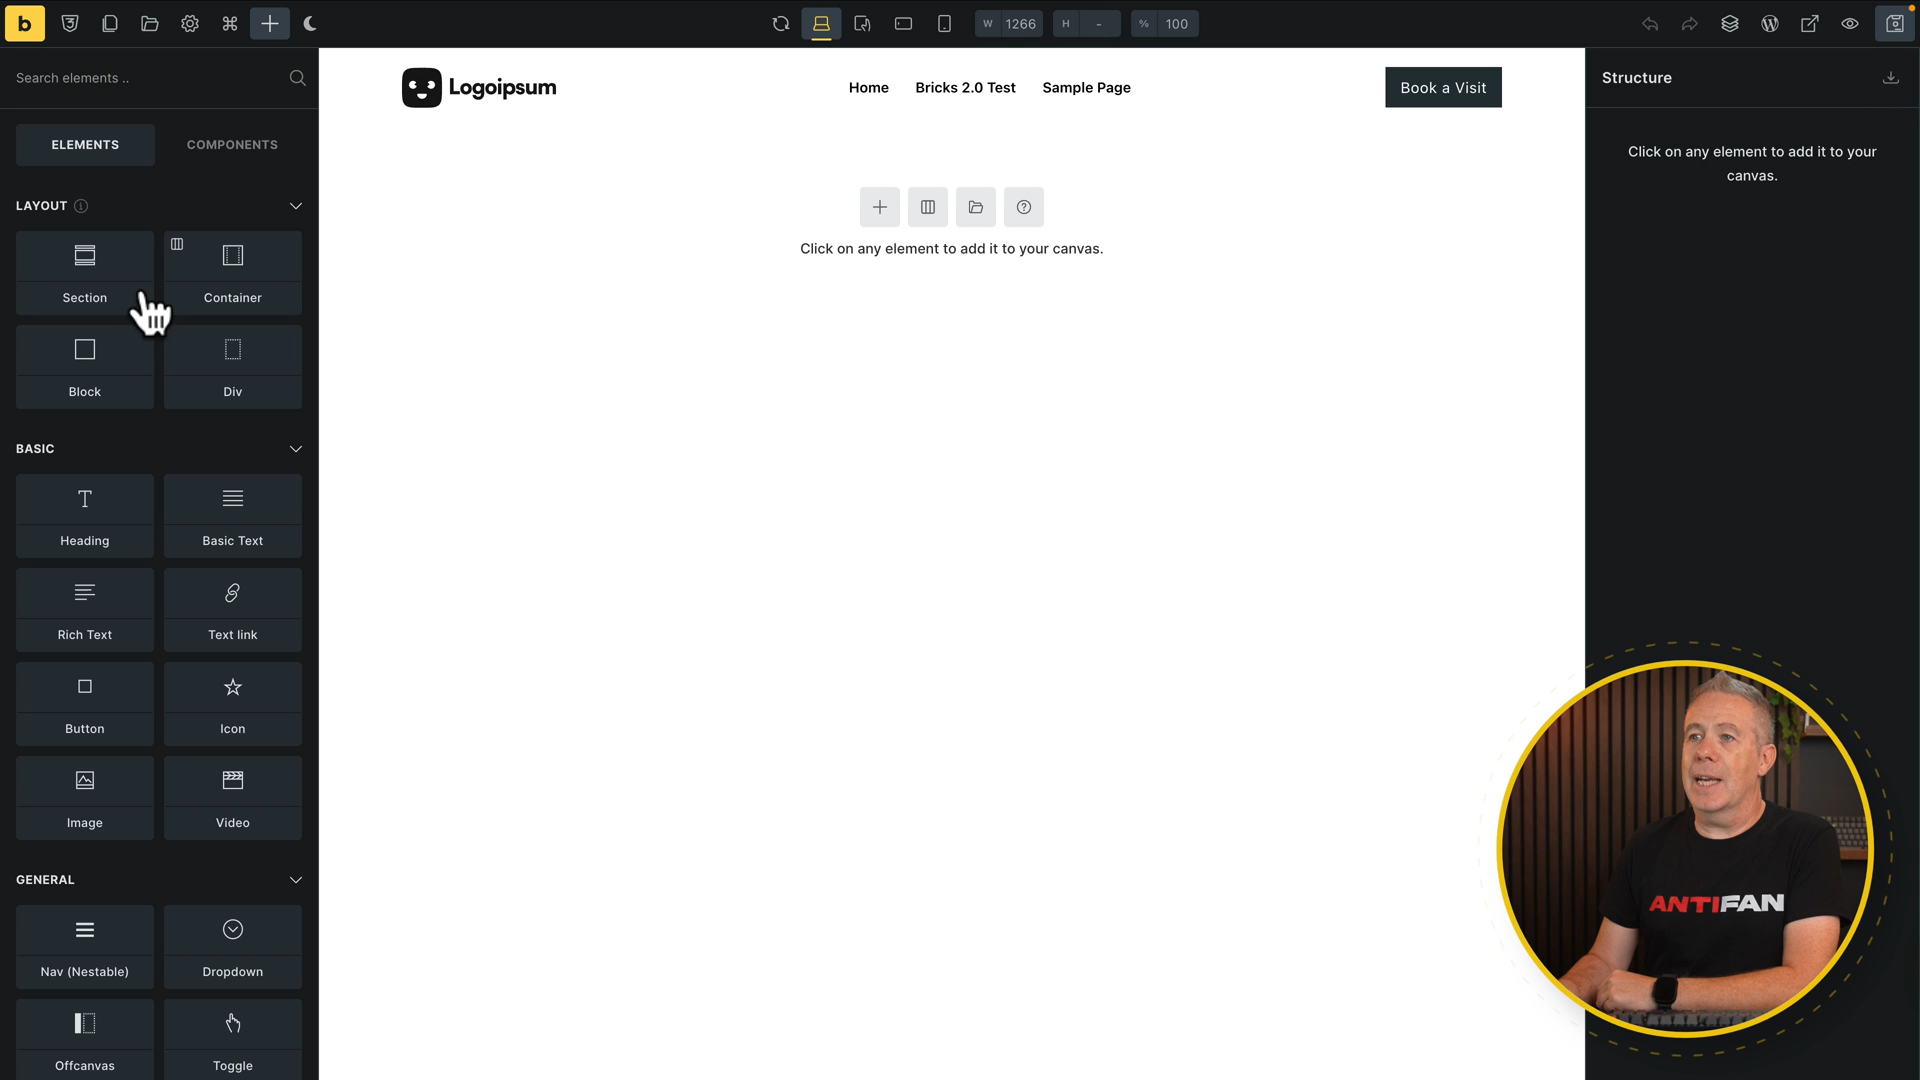 b
W 1266 H - % 100
Search elements ..
Structure
Logoipsum
Home
Bricks 2.0 Test
Sample Page
Book a Visit
ELEMENTS
COMPONENTS
Click on any element to add it to your
canvas.
LAYOUT
Section
Container
Click on any element to add it to your canvas.
Block
Div
BASIC
Heading
Basic Text
Rich Text
Text link
Button
Icon
Image
Video
GENERAL
ANTIFAN
Nav (Nestable)
Dropdown
Offcanvas
Toggle